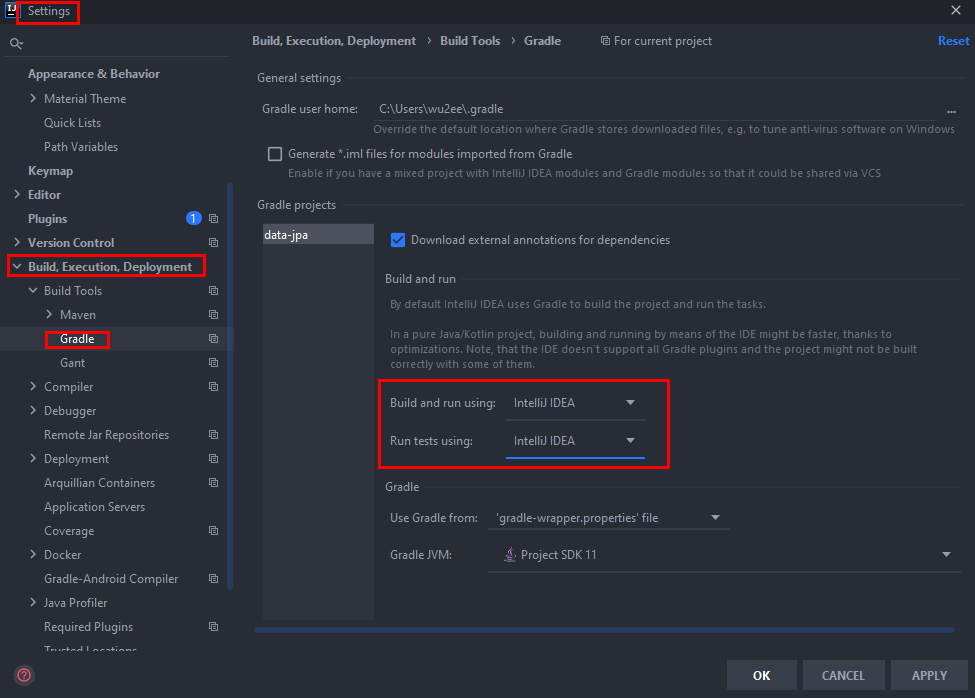 IJ
Settings
Appearance & Behavior
Material Theme
Quick Lists
Path Variables
Keymap
Editor
Plugins 1
Version Control
Build, Execution, Deployment
Build Tools
Maven
Gradle
Gant
Compiler
Debugger
Remote Jar Repositories
Deployment
Arquillian Containers
Application Servers
Coverage
Docker
Gradle-Android Compiler
Java Profiler
Required Plugins
Trusted Locations
Build, Execution, Deployment › Build Tools › Gradle For current project Reset
General settings
Gradle user home: C:\Users\wu2ee\.gradle ...
Override the default location where Gradle stores downloaded files, e.g. to tune anti-virus software on Windows
Generate *.iml files for modules imported from Gradle
Enable if you have a mixed project with IntelliJ IDEA modules and Gradle modules so that it could be shared via VCS
Gradle projects
data-jpa
Download external annotations for dependencies
Build and run
By default IntelliJ IDEA uses Gradle to build the project and run the tasks.
In a pure Java/Kotlin project, building and running by means of the IDE might be faster, thanks to
optimizations. Note, that the IDE doesn't support all Gradle plugins and the project might not be built
correctly with some of them.
Build and run using: IntelliJ IDEA
Run tests using: IntelliJ IDEA
Gradle
Use Gradle from: 'gradle-wrapper.properties' file
Gradle JVM: Project SDK 11
?
OK CANCEL APPLY